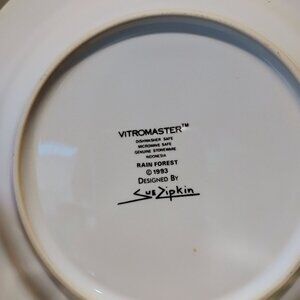 VITROMASTER™
DISHWASHER SAFE
MICROWAVE SAFE
GENUINE STONEWARE
INDONESIA
RAIN FOREST
© 1993
DESIGNED BY
Sue Zipkin